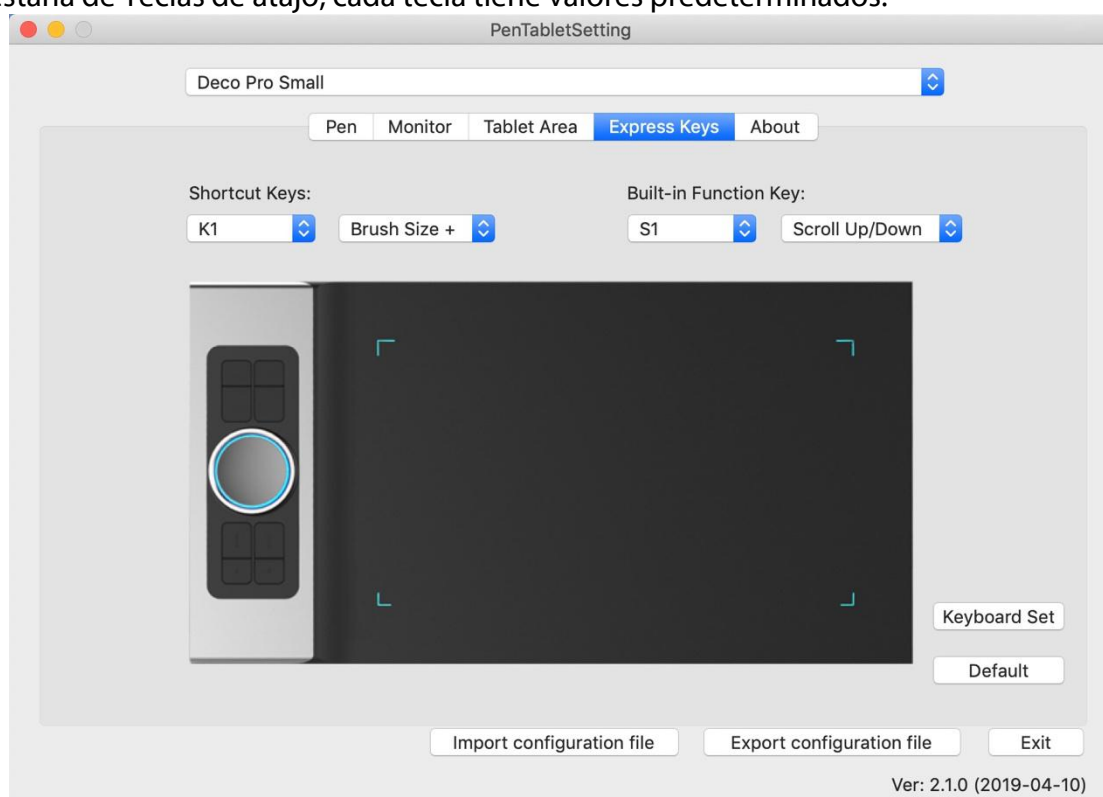 de Teclas de atajo, cada tecla tiene valores predeterminados.
PenTabletSetting
Deco Pro Small
Pen Monitor Tablet Area Express Keys About
Shortcut Keys: Built-in Function Key:
K1 Brush Size + S1 Scroll Up/Down
Keyboard Set
Default
Import configuration file Export configuration file Exit
Ver: 2.1.0 (2019-04-10)